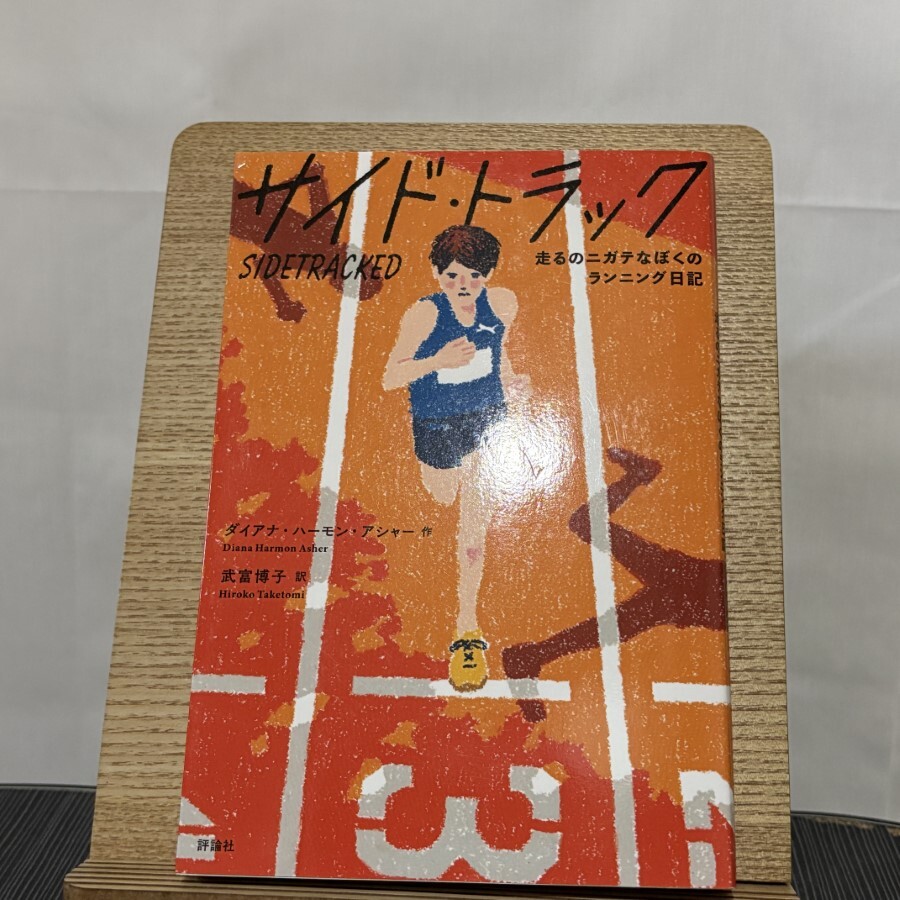 サイド・トラック
SIDETRACKED
走るのニガテなぼくの
ランニング日記
ダイアナ・ハーモン・アシャー 作
Diana Harmon Asher
武富博子 訳
Hiroko Taketomi
3
評論社